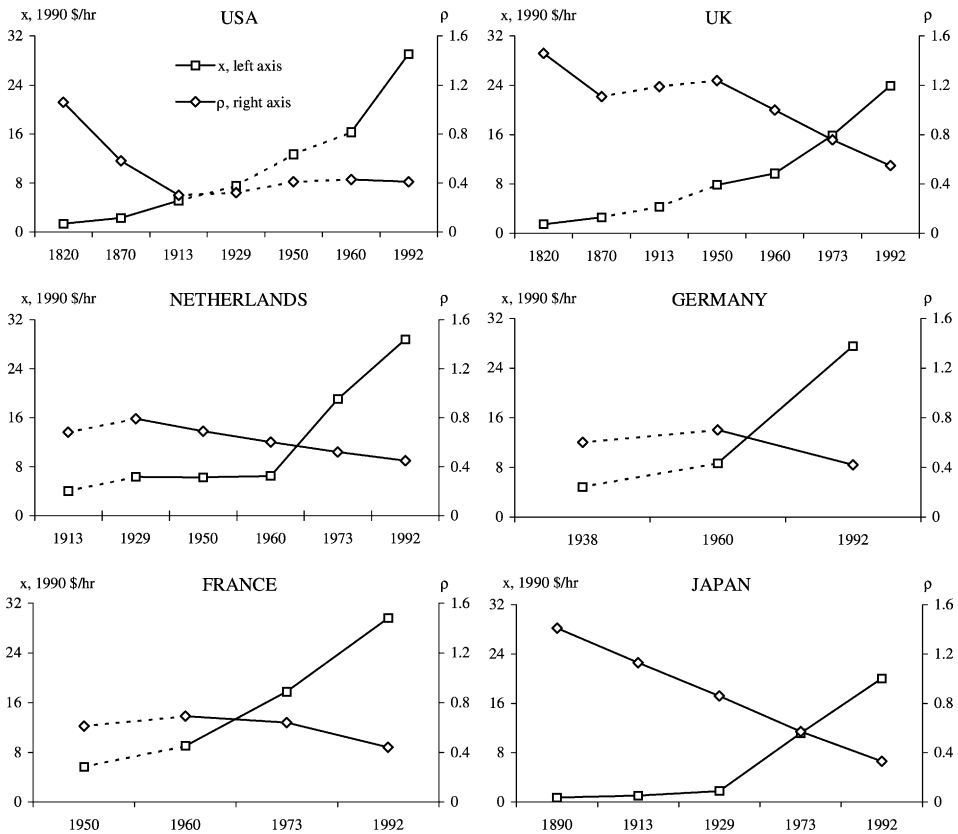 x, 1990 $/hr USA ρ
32 1.6
x, left axis
24 1.2
ρ, right axis
16 0.8
8 0.4
0 0
1820 1870 1913 1929 1950 1960 1992
x, 1990 $/hr UK ρ
32 1.6
24 1.2
16 0.8
8 0.4
0 0
1820 1870 1913 1950 1960 1973 1992
x, 1990 $/hr NETHERLANDS ρ
32 1.6
24 1.2
16 0.8
8 0.4
0 0
1913 1929 1950 1960 1973 1992
x, 1990 $/hr GERMANY ρ
32 1.6
24 1.2
16 0.8
8 0.4
0 0
1938 1960 1992
x, 1990 $/hr FRANCE ρ
32 1.6
24 1.2
16 0.8
8 0.4
0 0
1950 1960 1973 1992
x, 1990 $/hr JAPAN ρ
32 1.6
24 1.2
16 0.8
8 0.4
0 0
1890 1913 1929 1973 1992